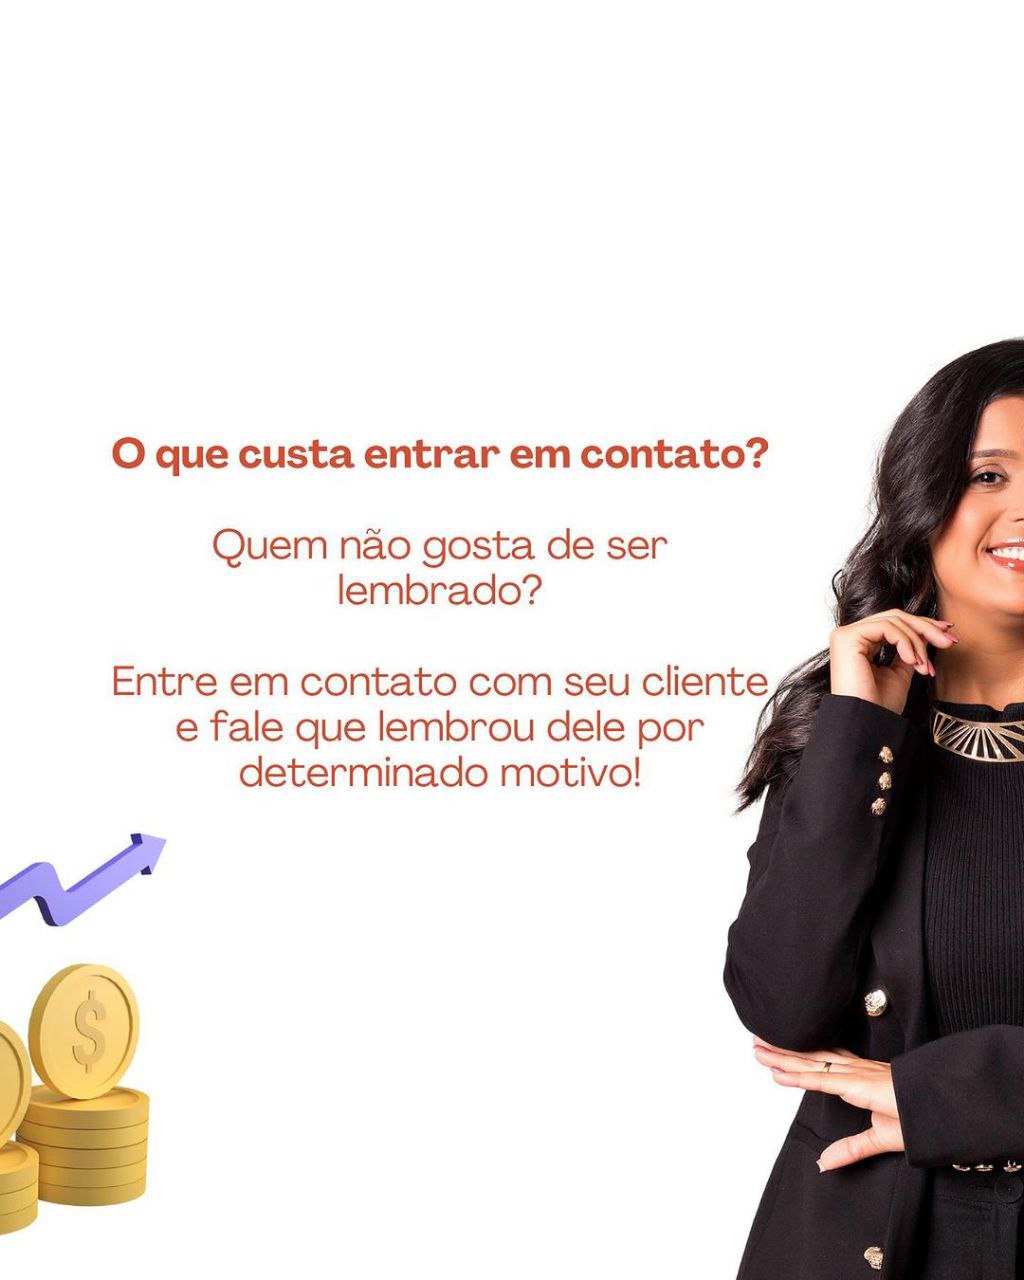 O que custa entrar em contato?
Quem não gosta de ser
lembrado?
Entre em contato com seu cliente
e fale que lembrou dele por
determinado motivo!
$